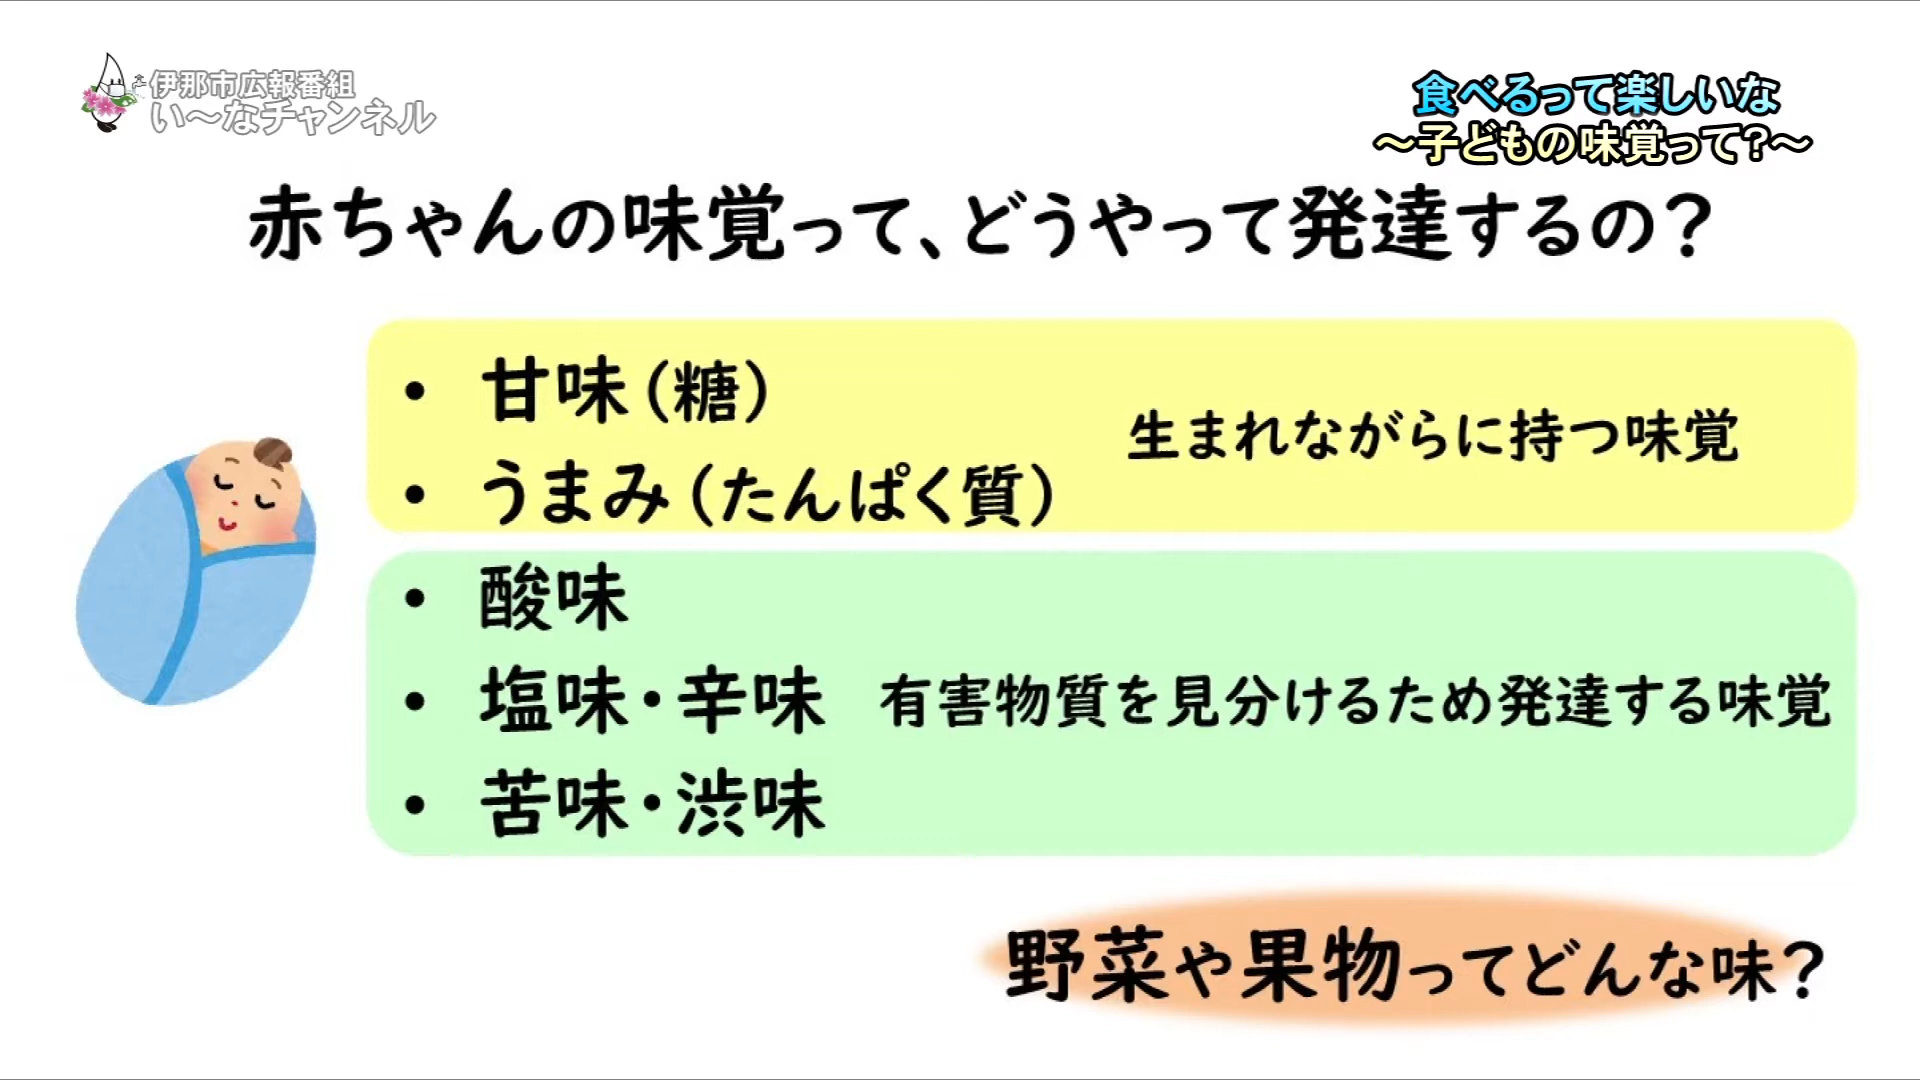 伊那市広報番組
い～なチャンネル
食べるって楽しいな
～子どもの味覚って？～
赤ちゃんの味覚って、どうやって発達するの？
• 甘味（糖）
• うまみ（たんぱく質）
生まれながらに持つ味覚
• 酸味
• 塩味・辛味
• 苦味・渋味
有害物質を見分けるため発達する味覚
野菜や果物ってどんな味？